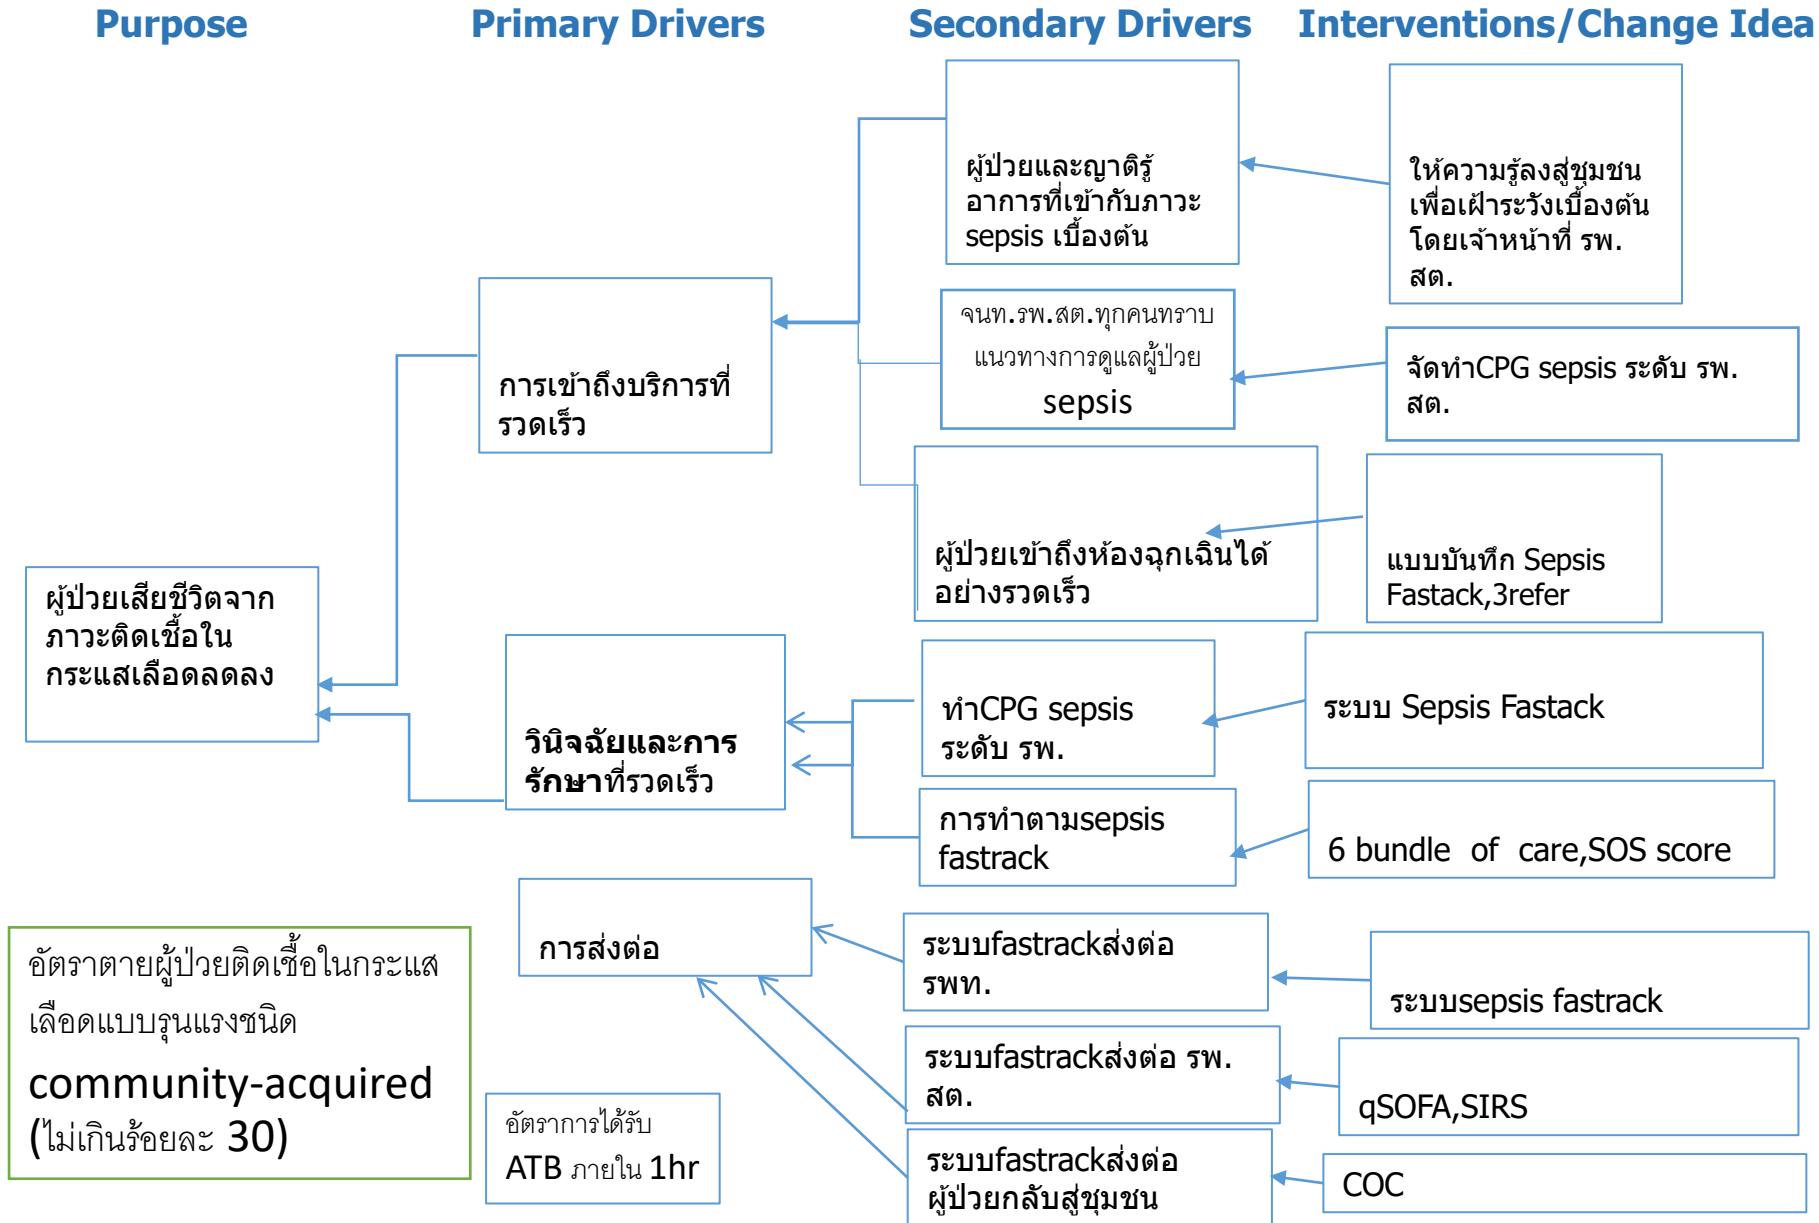 Purpose
Primary Drivers
Secondary Drivers
Interventions/Change Idea
ผู้ป่วยเสียชีวิตจาก
ภาวะติดเชื้อใน
กระแสเลือดลดลง
การเข้าถึงบริการที่
รวดเร็ว
วินิจฉัยและการ
รักษาที่รวดเร็ว
การส่งต่อ
ผู้ป่วยและญาติรู้
อาการที่เข้ากับภาวะ
sepsis เบื้องต้น
จนท.รพ.สต.ทุกคนทราบ
แนวทางการดูแลผู้ป่วย
sepsis
ผู้ป่วยเข้าถึงห้องฉุกเฉินได้
อย่างรวดเร็ว
ทำCPG sepsis
ระดับ รพ.
การทำตามsepsis
fastrack
ระบบfastrackส่งต่อ
รพท.
ระบบfastrackส่งต่อ รพ.
สต.
ระบบfastrackส่งต่อ
ผู้ป่วยกลับสู่ชุมชน
ให้ความรู้ลงสู่ชุมชน
เพื่อเฝ้าระวังเบื้องต้น
โดยเจ้าหน้าที่ รพ.
สต.
จัดทำCPG sepsis ระดับ รพ.
สต.
แบบบันทึก Sepsis
Fastack,3refer
ระบบ Sepsis Fastack
6 bundle of care,SOS score
ระบบsepsis fastrack
qSOFA,SIRS
COC
อัตราตายผู้ป่วยติดเชื้อในกระแส
เลือดแบบรุนแรงชนิด
community-acquired
(ไม่เกินร้อยละ 30)
อัตราการได้รับ
ATB ภายใน 1hr